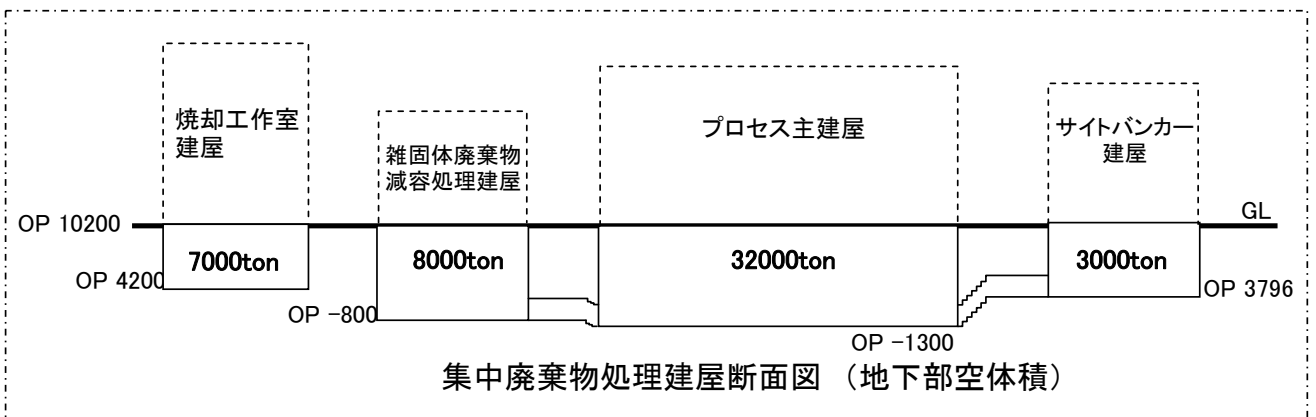 焼却工作室
建屋
雑固体廃棄物
減容処理建屋
プロセス主建屋
サイトバンカー
建屋
OP 10200
GL
7000ton
8000ton
32000ton
3000ton
OP 4200
OP -800
OP -1300
OP 3796
集中廃棄物処理建屋断面図 （地下部空体積）